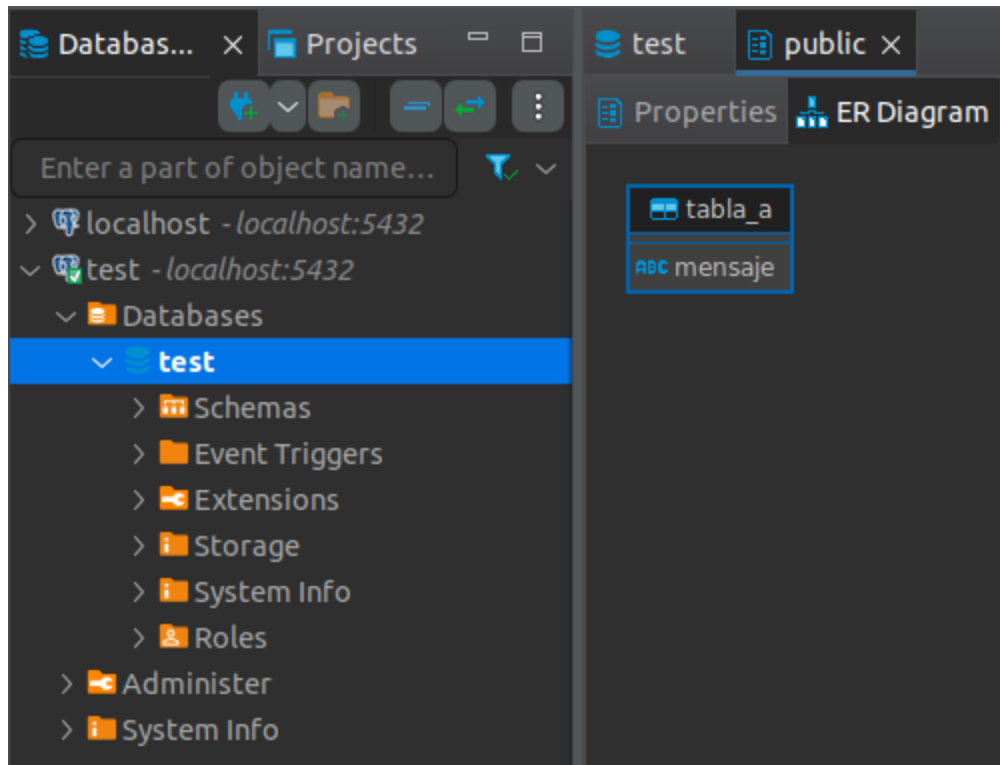 Databas...
Projects
Enter a part of object name...
localhost - localhost:5432
test - localhost:5432
Databases
test
Schemas
Event Triggers
Extensions
Storage
System Info
Roles
Administer
System Info
test
public
Properties
ER Diagram
tabla_a
ABC mensaje